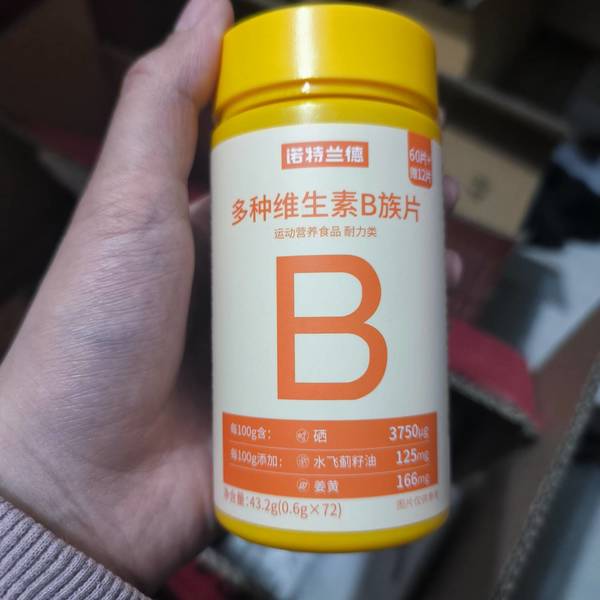 诺特兰德
60片+
赠12片
多种维生素B族片
运动营养食品 耐力类
B
每100g含： 硒 3750μg
每100g添加： 水飞蓟籽油 125mg
姜黄 166mg
净含量:43.2g(0.6g×72)
图片仅供参考